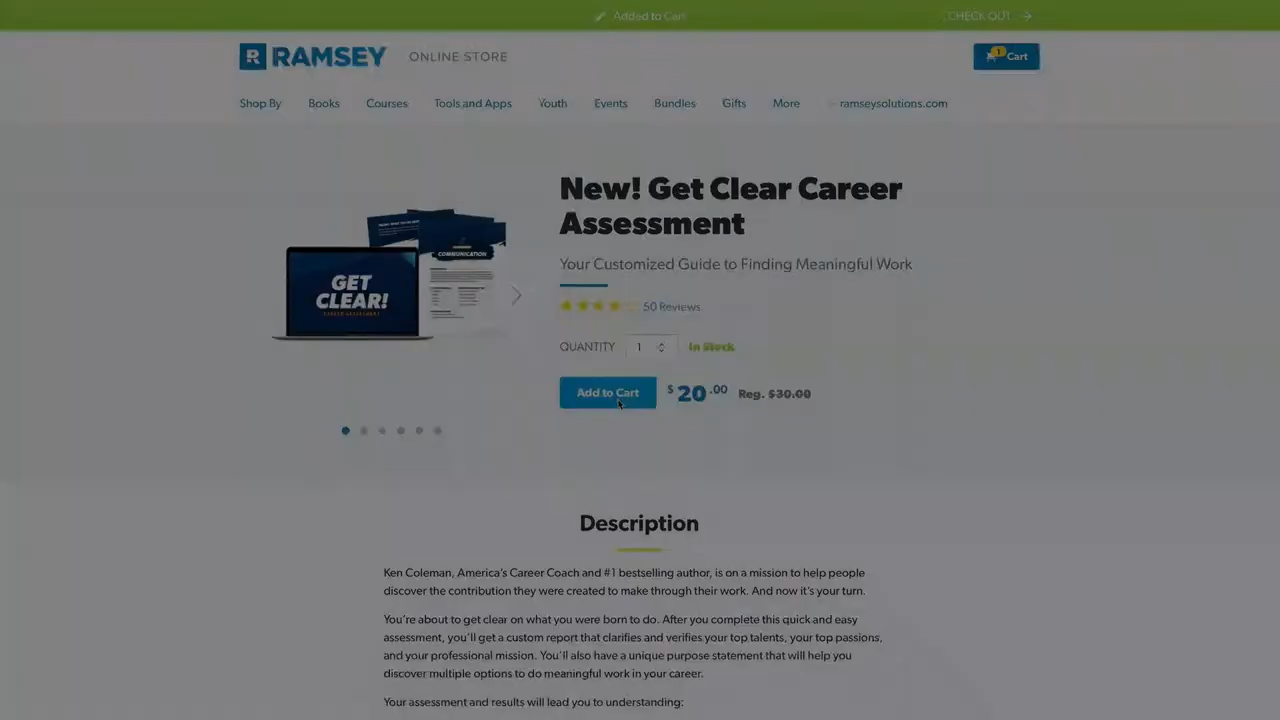 Added to Cart
CHECK OUT
RAMSEY ONLINE STORE
1
Cart
Shop By Books Courses Tools and Apps Youth Events Bundles Gifts More ramseysolutions.com
New! Get Clear Career
Assessment
Your Customized Guide to Finding Meaningful Work
50 Reviews
QUANTITY 1 In Stock
Add to Cart $20.00 Reg. $30.00
COMMUNICATION
GET
CLEAR!
CAREER ASSESSMENT
Description
Ken Coleman, America's Career Coach and #1 bestselling author, is on a mission to help people
discover the contribution they were created to make through their work. And now it's your turn.
You're about to get clear on what you were born to do. After you complete this quick and easy
assessment, you'll get a custom report that clarifies and verifies your top talents, your top passions,
and your professional mission. You'll also have a unique purpose statement that will help you
discover multiple options to do meaningful work in your career.
Your assessment and results will lead you to understanding: